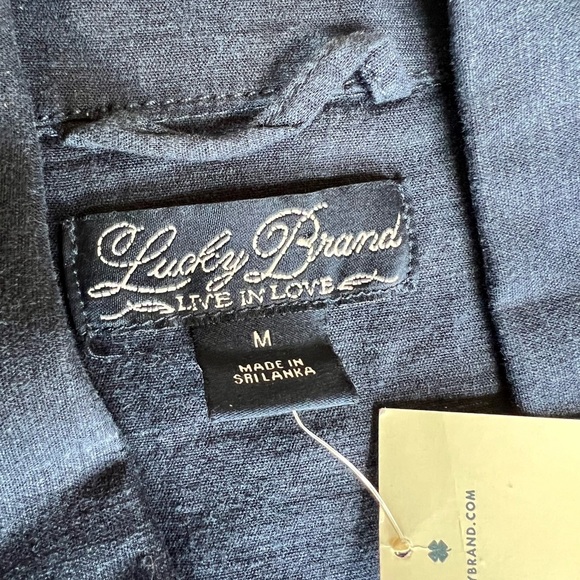 Lucky Brand
LIVE IN LOVE
M
MADE IN
SRI LANKA
YBRAND.COM